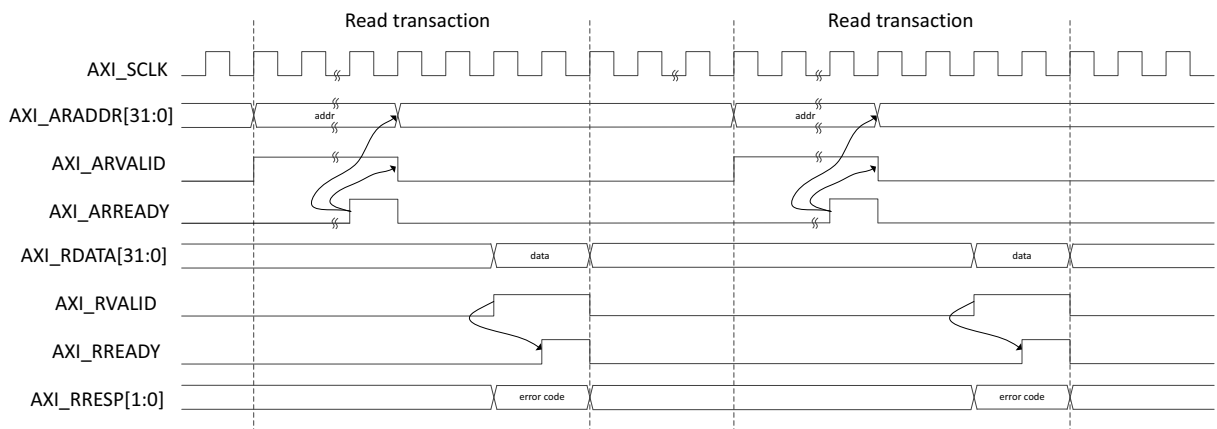 Read transaction Read transaction
AXI_SCLK
AXI_ARADDR[31:0] addr addr
AXI_ARVALID
AXI_ARREADY
AXI_RDATA[31:0] data data
AXI_RVALID
AXI_RREADY
AXI_RRESP[1:0] error code error code